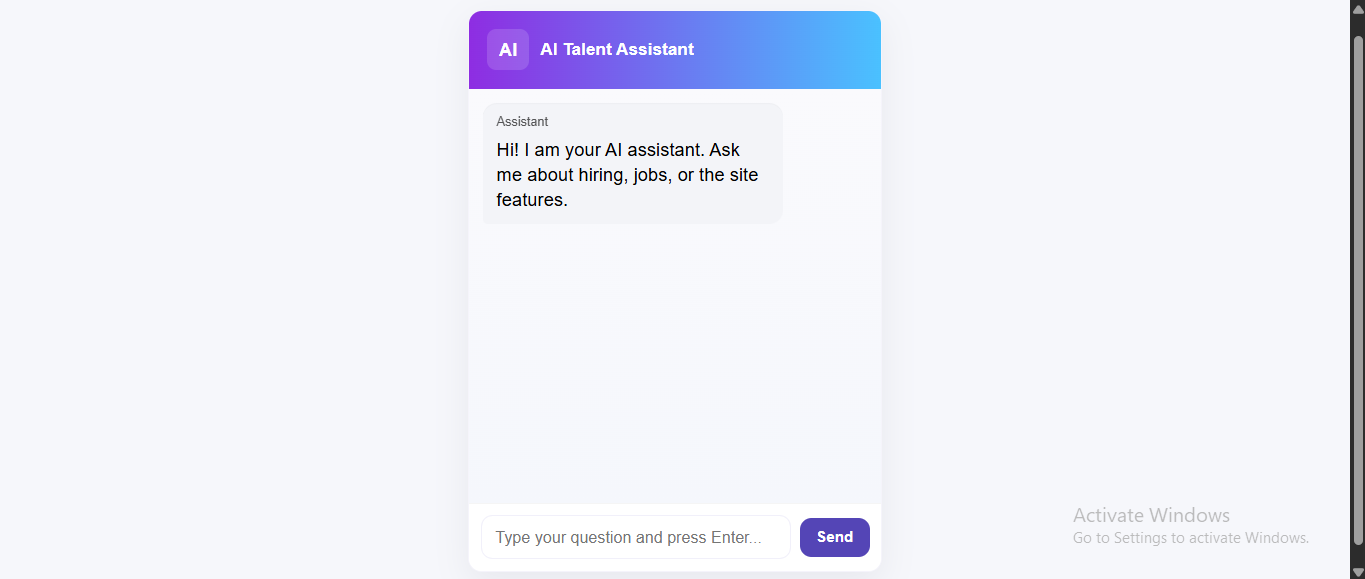 AI AI Talent Assistant
Assistant
Hi! I am your AI assistant. Ask
me about hiring, jobs, or the site
features.
Type your question and press Enter...
Send
Activate Windows
Go to Settings to activate Windows.